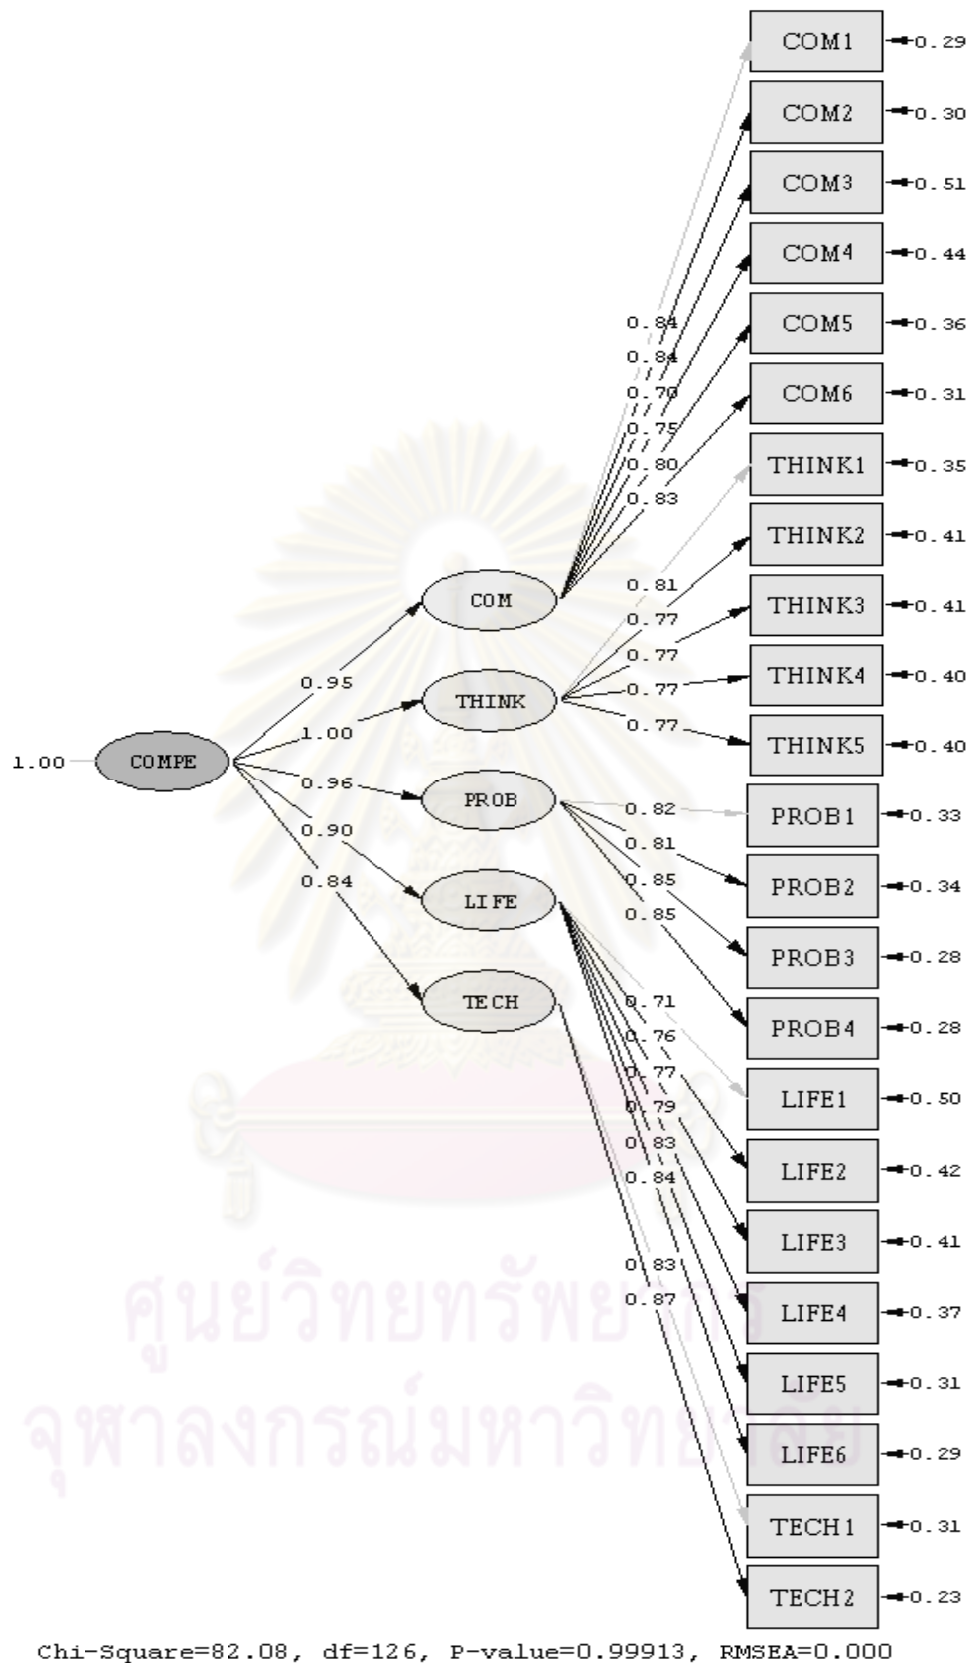 COM1 0.29
COM2 0.30
COM3 0.51
COM4 0.44
0.84 COM5 0.36
0.84
0.70 COM6 0.31
0.75
0.80 THINK1 0.35
0.83
THINK2 0.41
0.81
COM THINK3 0.41
0.77
0.77
0.95 0.77 THINK4 0.40
THINK
0.77
1.00 THINK5 0.40
1.00 COMPE
0.96 PROB 0.82 PROB1 0.33
0.90 0.81
0.84 0.85 PROB2 0.34
LIFE 0.85
PROB3 0.28
TECH 0.71
PROB4 0.28
0.76
0.77
LIFE1 0.50
0.79
0.83
LIFE2 0.42
0.84
LIFE3 0.41
0.83
0.87 LIFE4 0.37
ศูนย์วิทยทรัพยากร
LIFE5 0.31
จุฬาลงกรณ์มหาวิทยาลัย
LIFE6 0.29
TECH1 0.31
TECH2 0.23
Chi-Square=82.08, df=126, P-value=0.99913, RMSEA=0.000